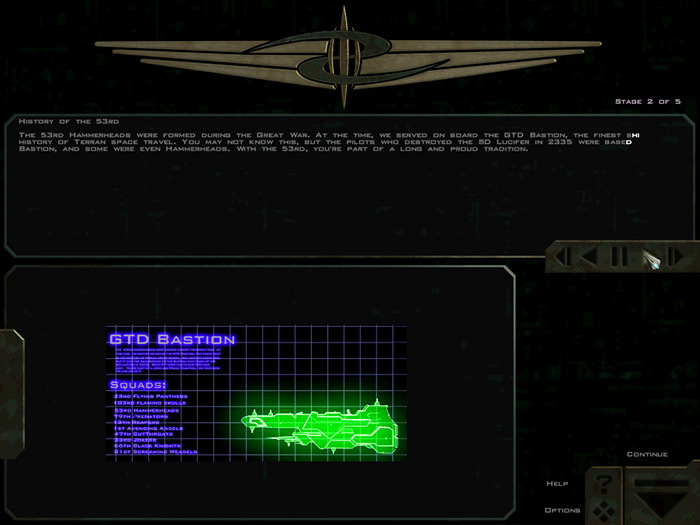 Stage 2 of 5
History of the 53rd
The 53rd Hammerheads were formed during the Great War. At the time, we served on board the GTD Bastion, the finest shi
history of Terran space travel. You may not know this, but the pilots who destroyed the SD Lucifer in 2335 were based
Bastion, and some were even Hammerheads. With the 53rd, you're part of a long and proud tradition.
GTD Bastion
Squads:
23rd Flying Panthers
103rd Flaming Skulls
53rd Hammerheads
79th Predators
13th Reapers
1st Avenging Angels
47th Cutthroats
23rd Jokers
66th Black Knights
81st Screaming Weasels
Continue
Help
?
Options